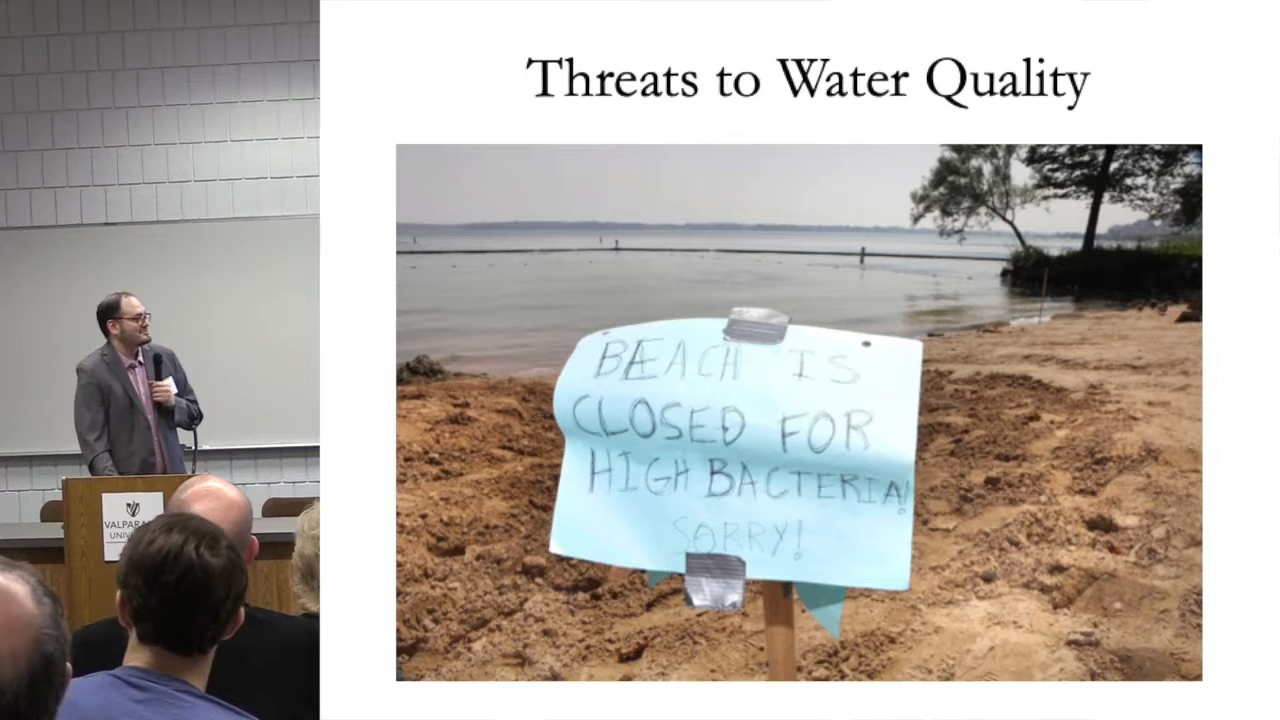 Threats to Water Quality
BEACH IS
CLOSED FOR
HIGH BACTERIA!
SORRY!